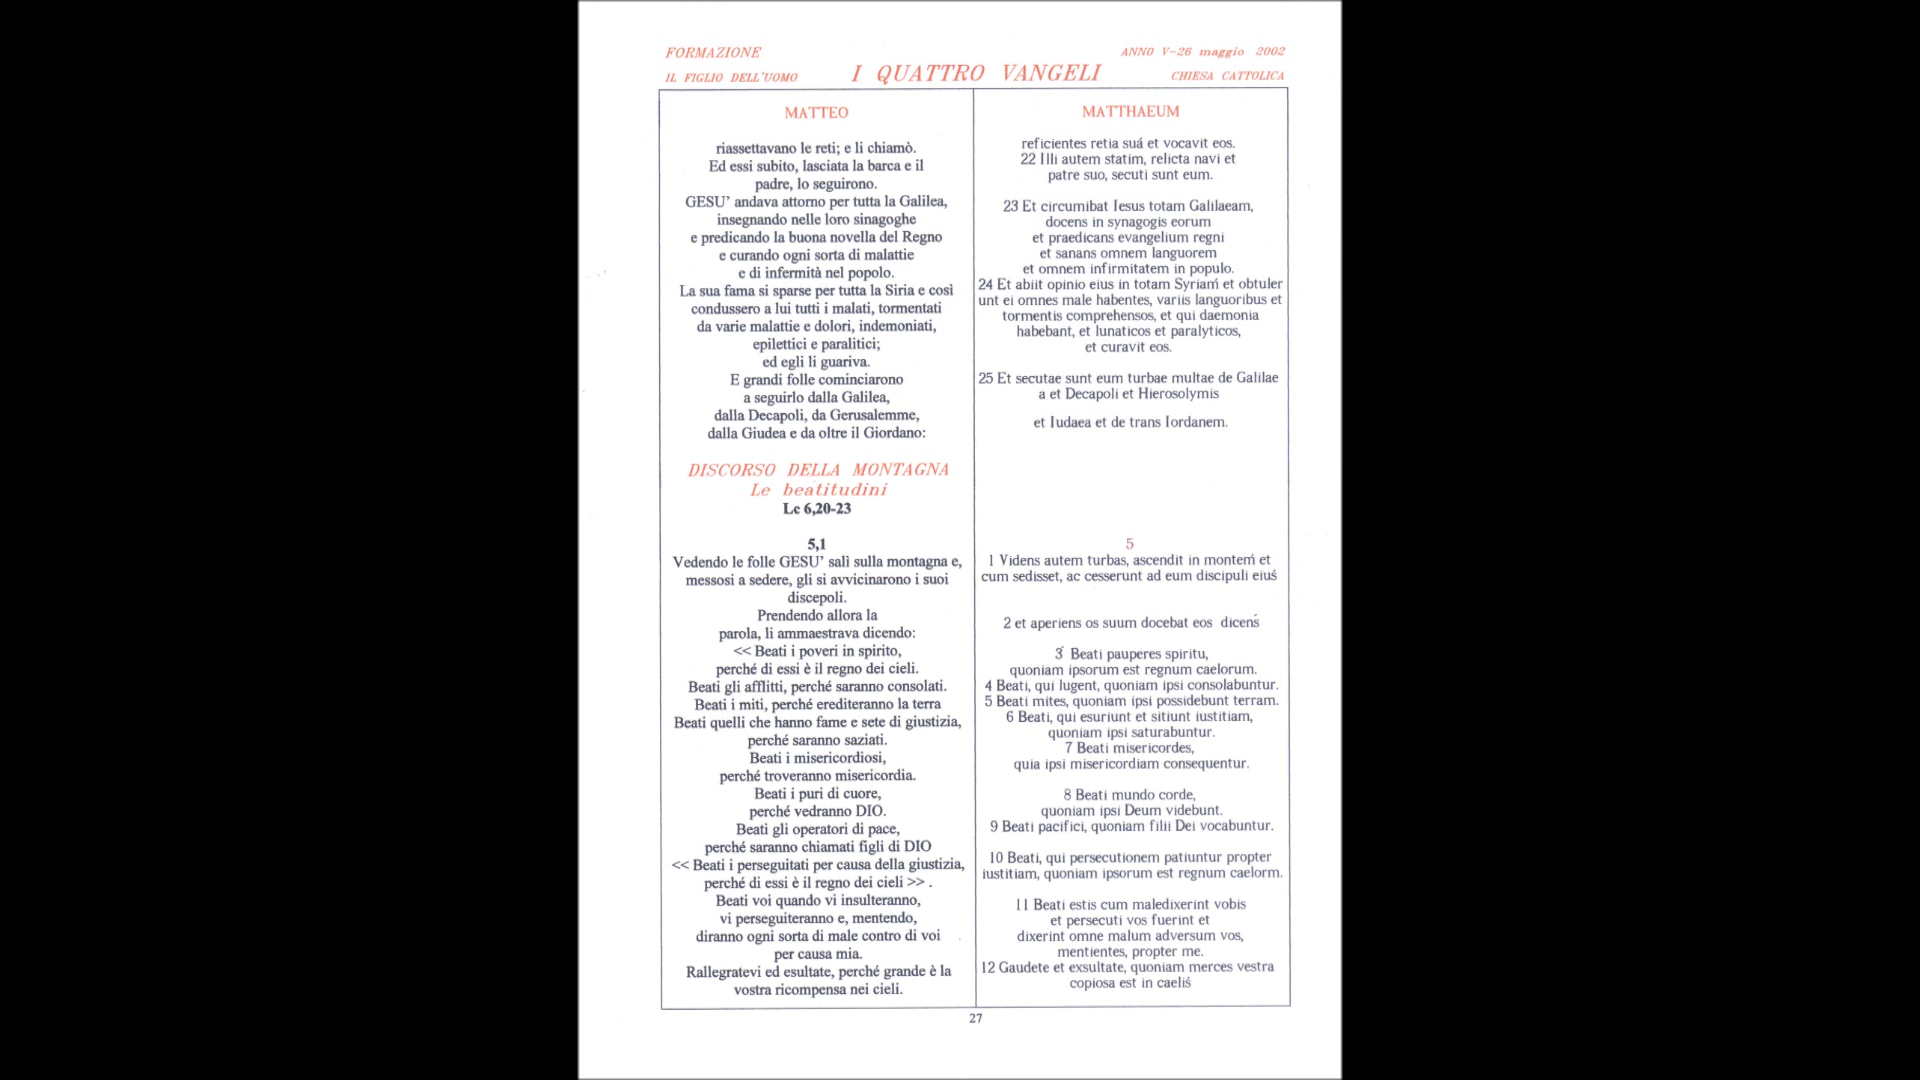 FORMAZIONE
ANNO V-26 maggio 2002
IL FIGLIO DELL'UOMO
I QUATTRO VANGELI
CHIESA CATTOLICA
MATTEO
riassettavano le reti; e li chiamò.
Ed essi subito, lasciata la barca e il
padre, lo seguirono.
GESU' andava attorno per tutta la Galilea,
insegnando nelle loro sinagoghe
e predicando la buona novella del Regno
e curando ogni sorta di malattie
e di infermità nel popolo.
La sua fama si sparse per tutta la Siria e così
condussero a lui tutti i malati, tormentati
da varie malattie e dolori, indemoniati,
epilettici e paralitici;
ed egli li guariva.
E grandi folle cominciarono
a seguirlo dalla Galilea,
dalla Decapoli, da Gerusalemme,
dalla Giudea e da oltre il Giordano:
DISCORSO DELLA MONTAGNA
Le beatitudini
Lc 6,20-23
5,1
Vedendo le folle GESU' salì sulla montagna e,
messosi a sedere, gli si avvicinarono i suoi
discepoli.
Prendendo allora la
parola, li ammaestrava dicendo:
<< Beati i poveri in spirito,
perché di essi è il regno dei cieli.
Beati gli afflitti, perché saranno consolati.
Beati i miti, perché erediteranno la terra
Beati quelli che hanno fame e sete di giustizia,
perché saranno saziati.
Beati i misericordiosi,
perché troveranno misericordia.
Beati i puri di cuore,
perché vedranno DIO.
Beati gli operatori di pace,
perché saranno chiamati figli di DIO
<< Beati i perseguitati per causa della giustizia,
perché di essi è il regno dei cieli >> .
Beati voi quando vi insulteranno,
vi perseguiteranno e, mentendo,
diranno ogni sorta di male contro di voi
per causa mia.
Rallegratevi ed esultate, perché grande è la
vostra ricompensa nei cieli.
MATTHAEUM
reficientes retia suá et vocavit eos.
22 Illi autem statim, relicta navi et
patre suo, secuti sunt eum.
23 Et circumibat Iesus totam Galilaeam,
docens in synagogis eorum
et praedicans evangelium regni
et sanans omnem languorem
et omnem infirmitatem in populo.
24 Et abiit opinio eius in totam Syriaḿ et obtuler
unt ei omnes male habentes, variis languoribus et
tormentis comprehensos, et qui daemonia
habebant, et lunaticos et paralyticos,
et curavit eos.
25 Et secutae sunt eum turbae multae de Galilae
a et Decapoli et Hierosolymis
et Iudaea et de trans Iordanem.
5
1 Videns autem turbas, ascendit in monteḿ et
cum sedisset, ac cesserunt ad eum discipuli eiuś
2 et aperiens os suum docebat eos dicenś
3 Beati pauperes spiritu,
quoniam ipsorum est regnum caelorum.
4 Beati, qui lugent, quoniam ipsi consolabuntur.
5 Beati mites, quoniam ipsi possidebunt terram.
6 Beati, qui esuriunt et sitiunt iustitiam,
quoniam ipsi saturabuntur.
7 Beati misericordes,
quia ipsi misericordiam consequentur.
8 Beati mundo corde,
quoniam ipsi Deum videbunt.
9 Beati pacifici, quoniam filii Dei vocabuntur.
10 Beati, qui persecutionem patiuntur propter
iustitiam, quoniam ipsorum est regnum caelorm.
11 Beati estis cum maledixerint vobis
et persecuti vos fuerint et
dixerint omne malum adversum vos,
mentientes, propter me.
12 Gaudete et exsultate, quoniam merces vestra
copiosa est in caeliś
27